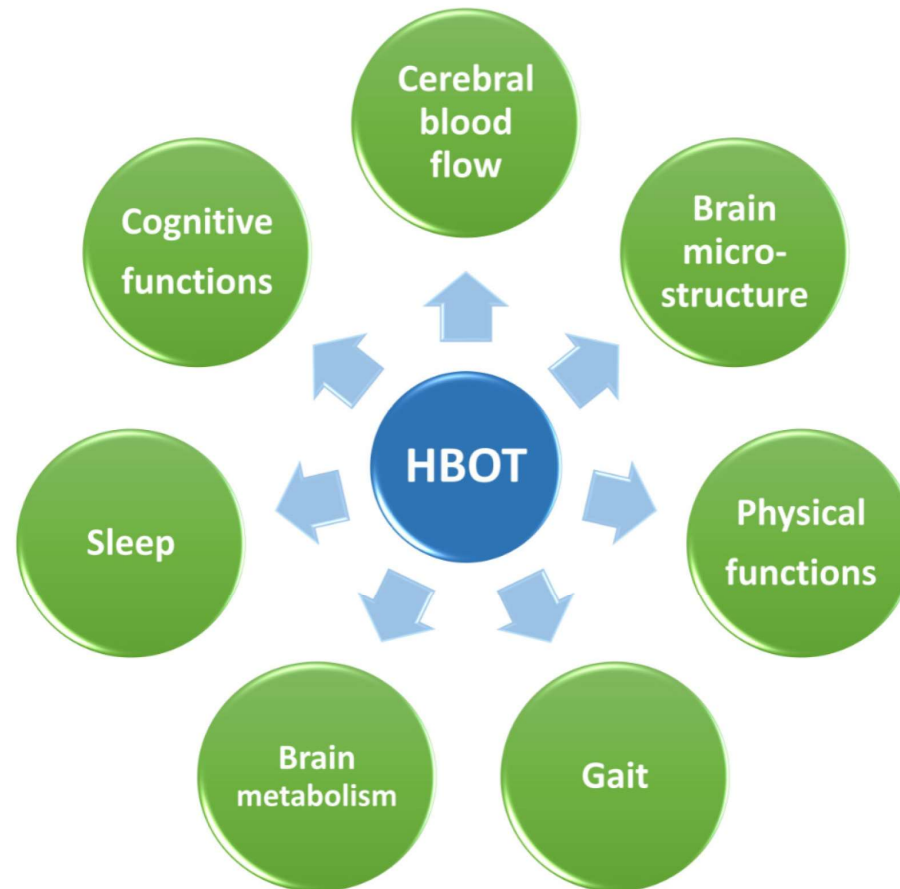 Cerebral
blood
flow
Brain
micro-
structure
Physical
functions
Gait
Brain
metabolism
Sleep
Cognitive
functions
HBOT